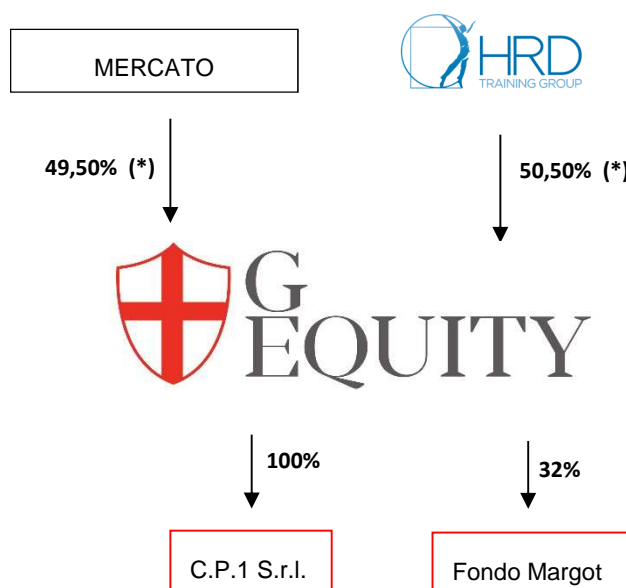 MERCATO
HRD
TRAINING GROUP
49,50% (*)
50,50% (*)
G
EQUITY
100%
32%
C.P.1 S.r.l.
Fondo Margot